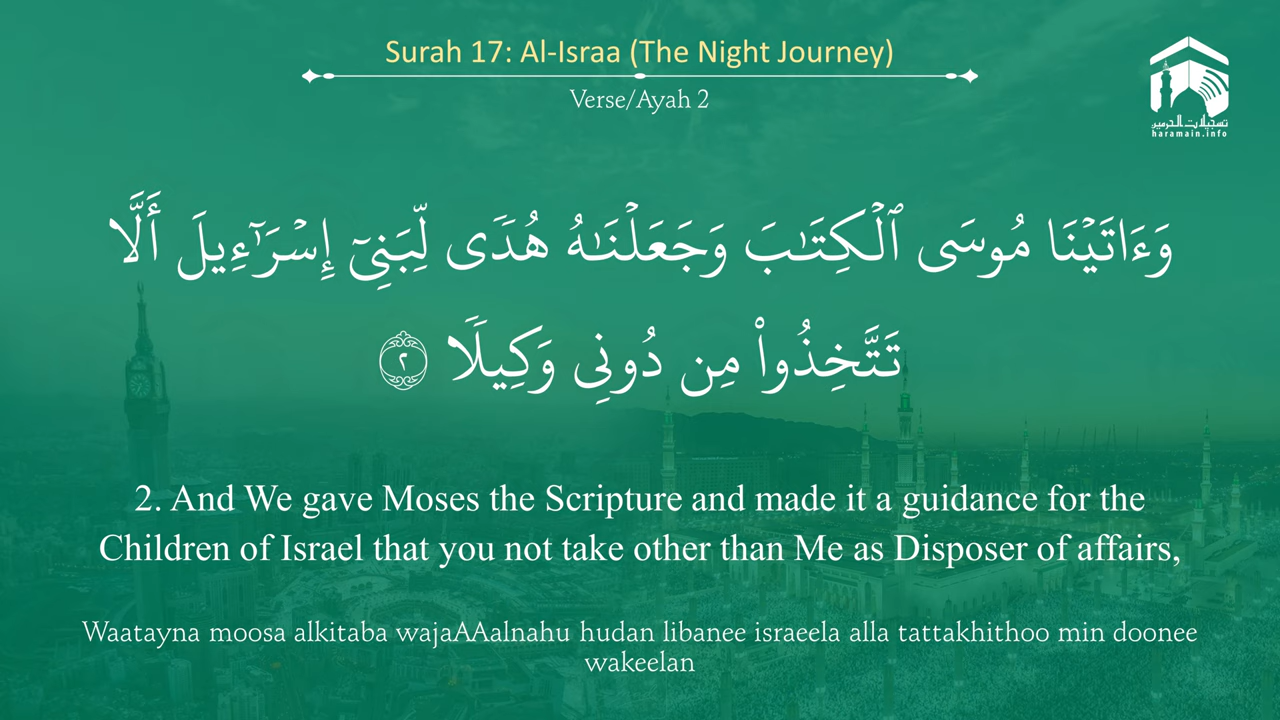 Surah 17: Al-Israa (The Night Journey)
Verse/Ayah 2
تسجيلات الحرمين
haramain.info
وَءَاتَيْنَا مُوسَى ٱلْكِتَٰبَ وَجَعَلْنَٰهُ هُدًى لِّبَنِىٓ إِسْرَٰٓءِيلَ أَلَّا
تَتَّخِذُوا۟ مِن دُونِى وَكِيلًا ٢
2. And We gave Moses the Scripture and made it a guidance for the
Children of Israel that you not take other than Me as Disposer of affairs,
Waatayna moosa alkitaba wajaAAalnahu hudan libanee israeela alla tattakhithoo min doonee
wakeelan